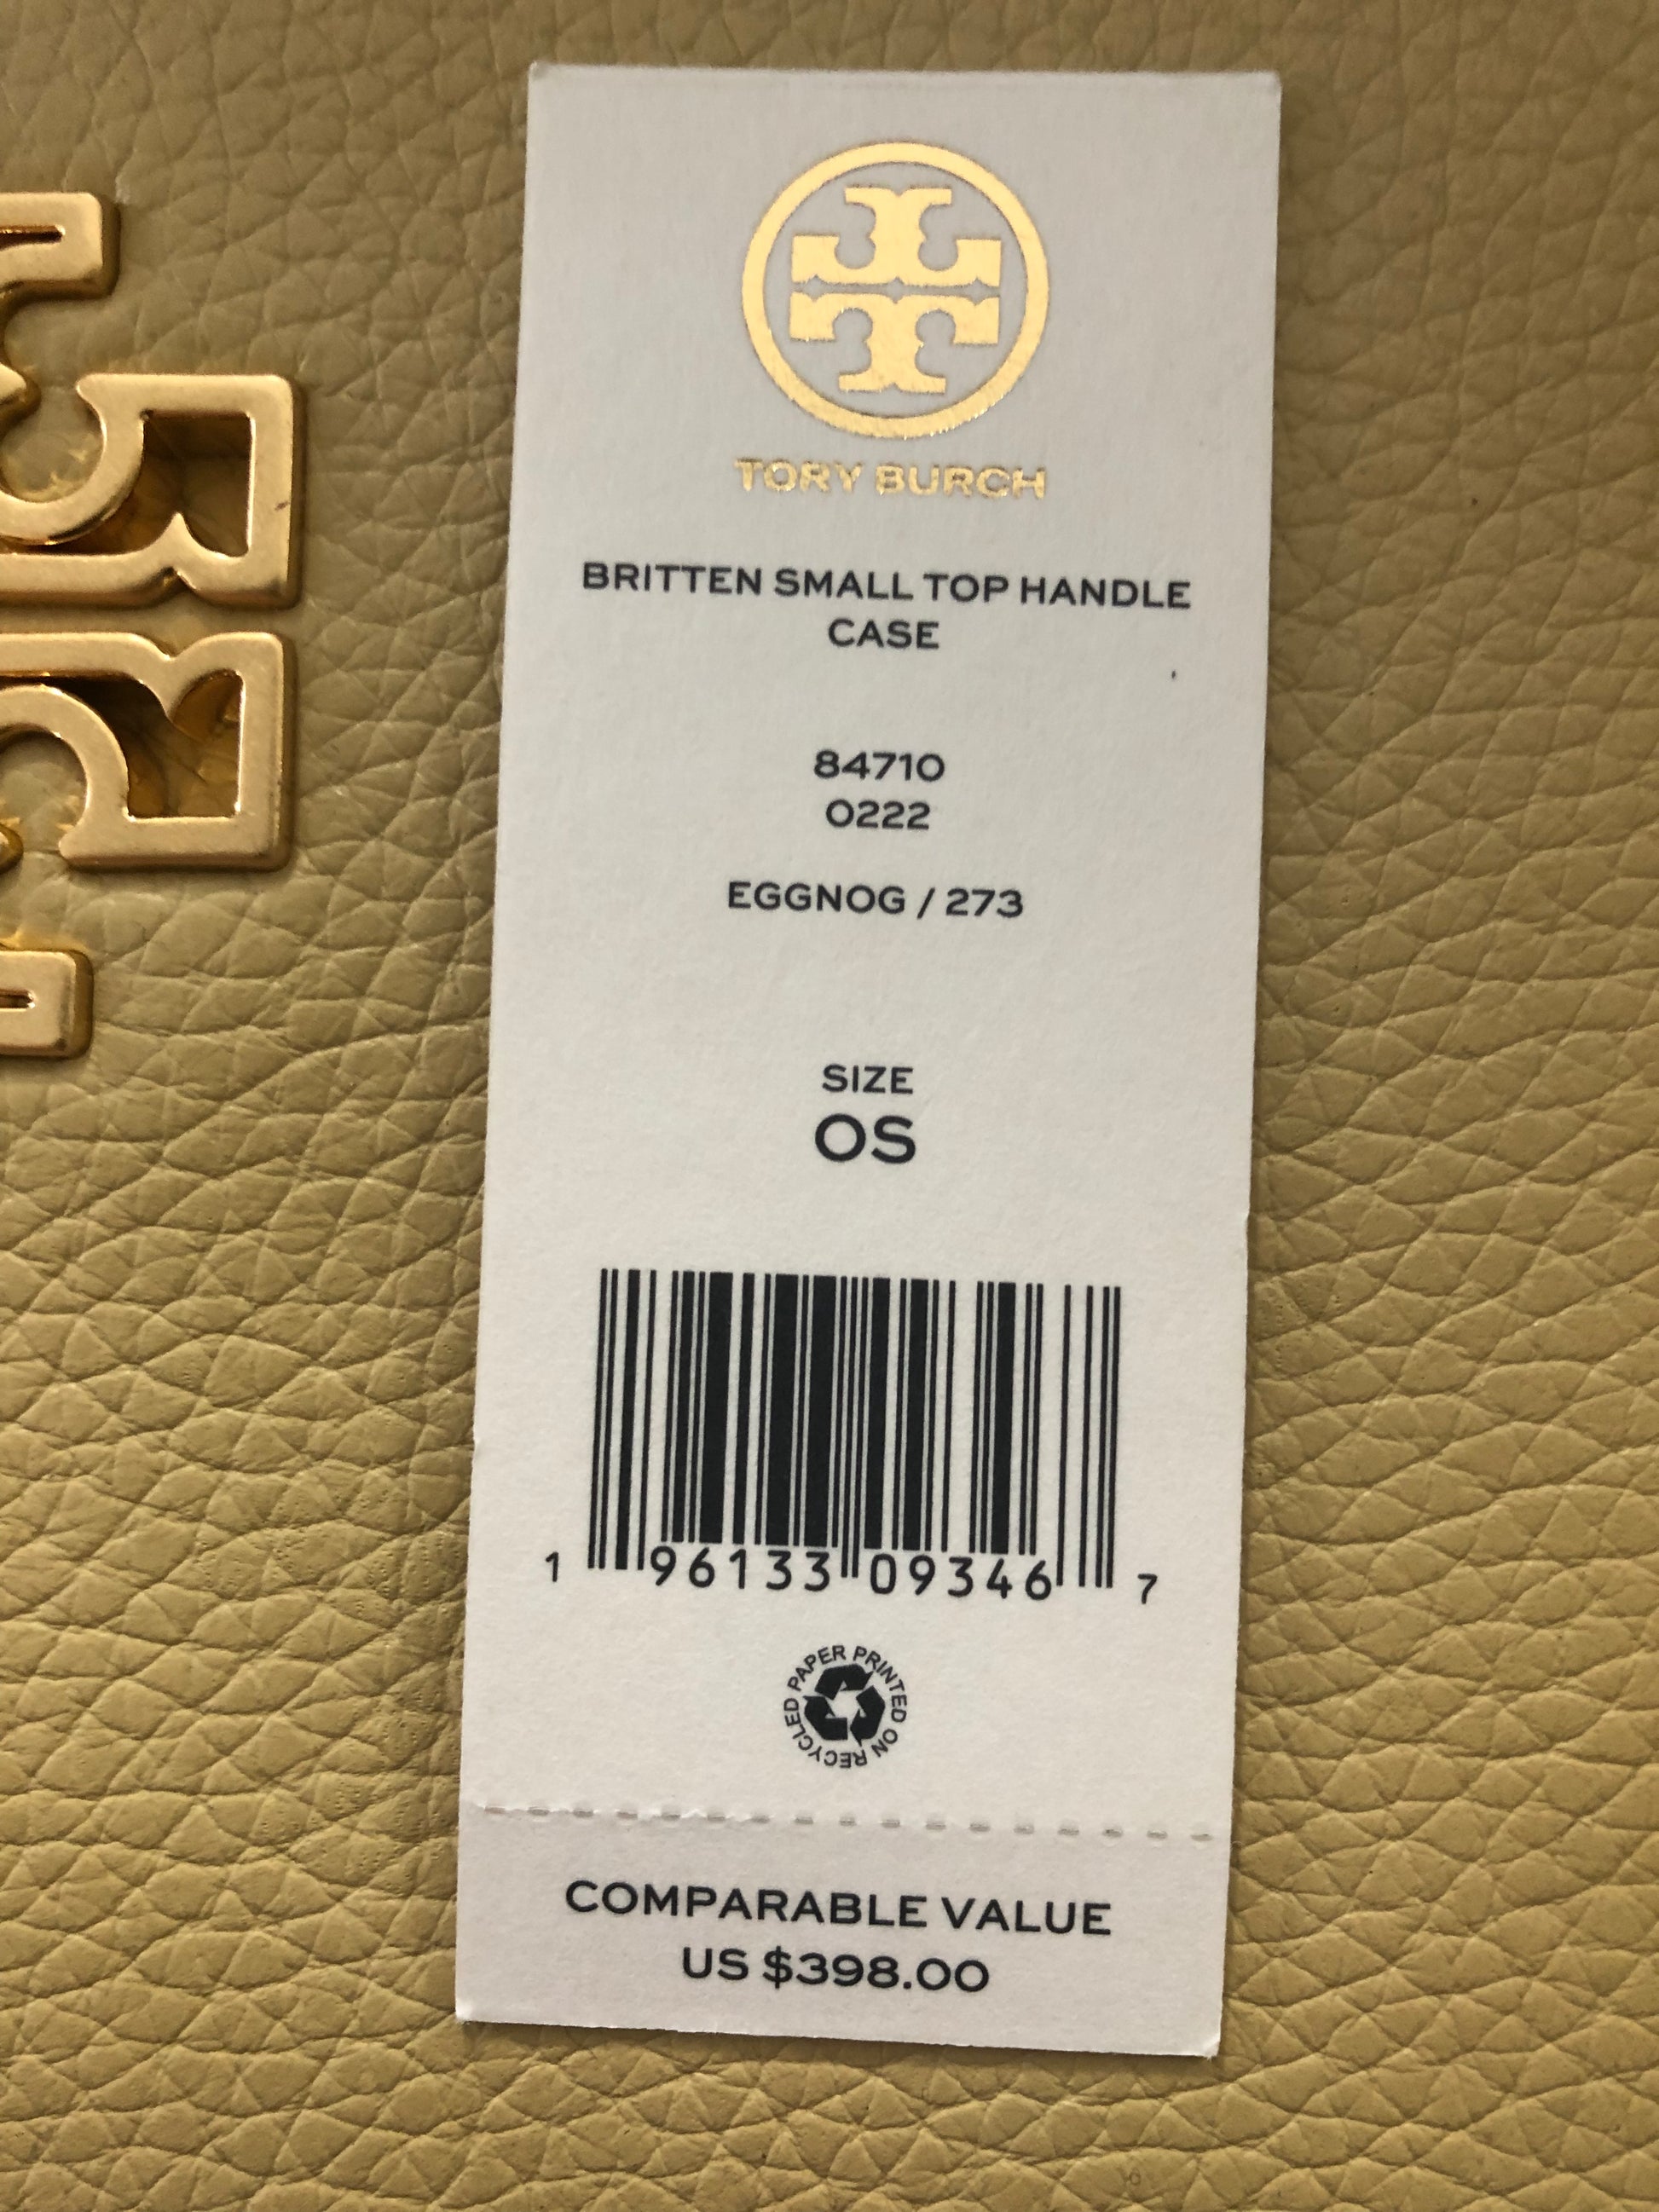 TORY BURCH
BRITTEN SMALL TOP HANDLE
CASE
84710
0222
EGGNOG / 273
SIZE
OS
1 96133 09346 7
PRINTED ON RECYCLED PAPER
COMPARABLE VALUE
US $398.00